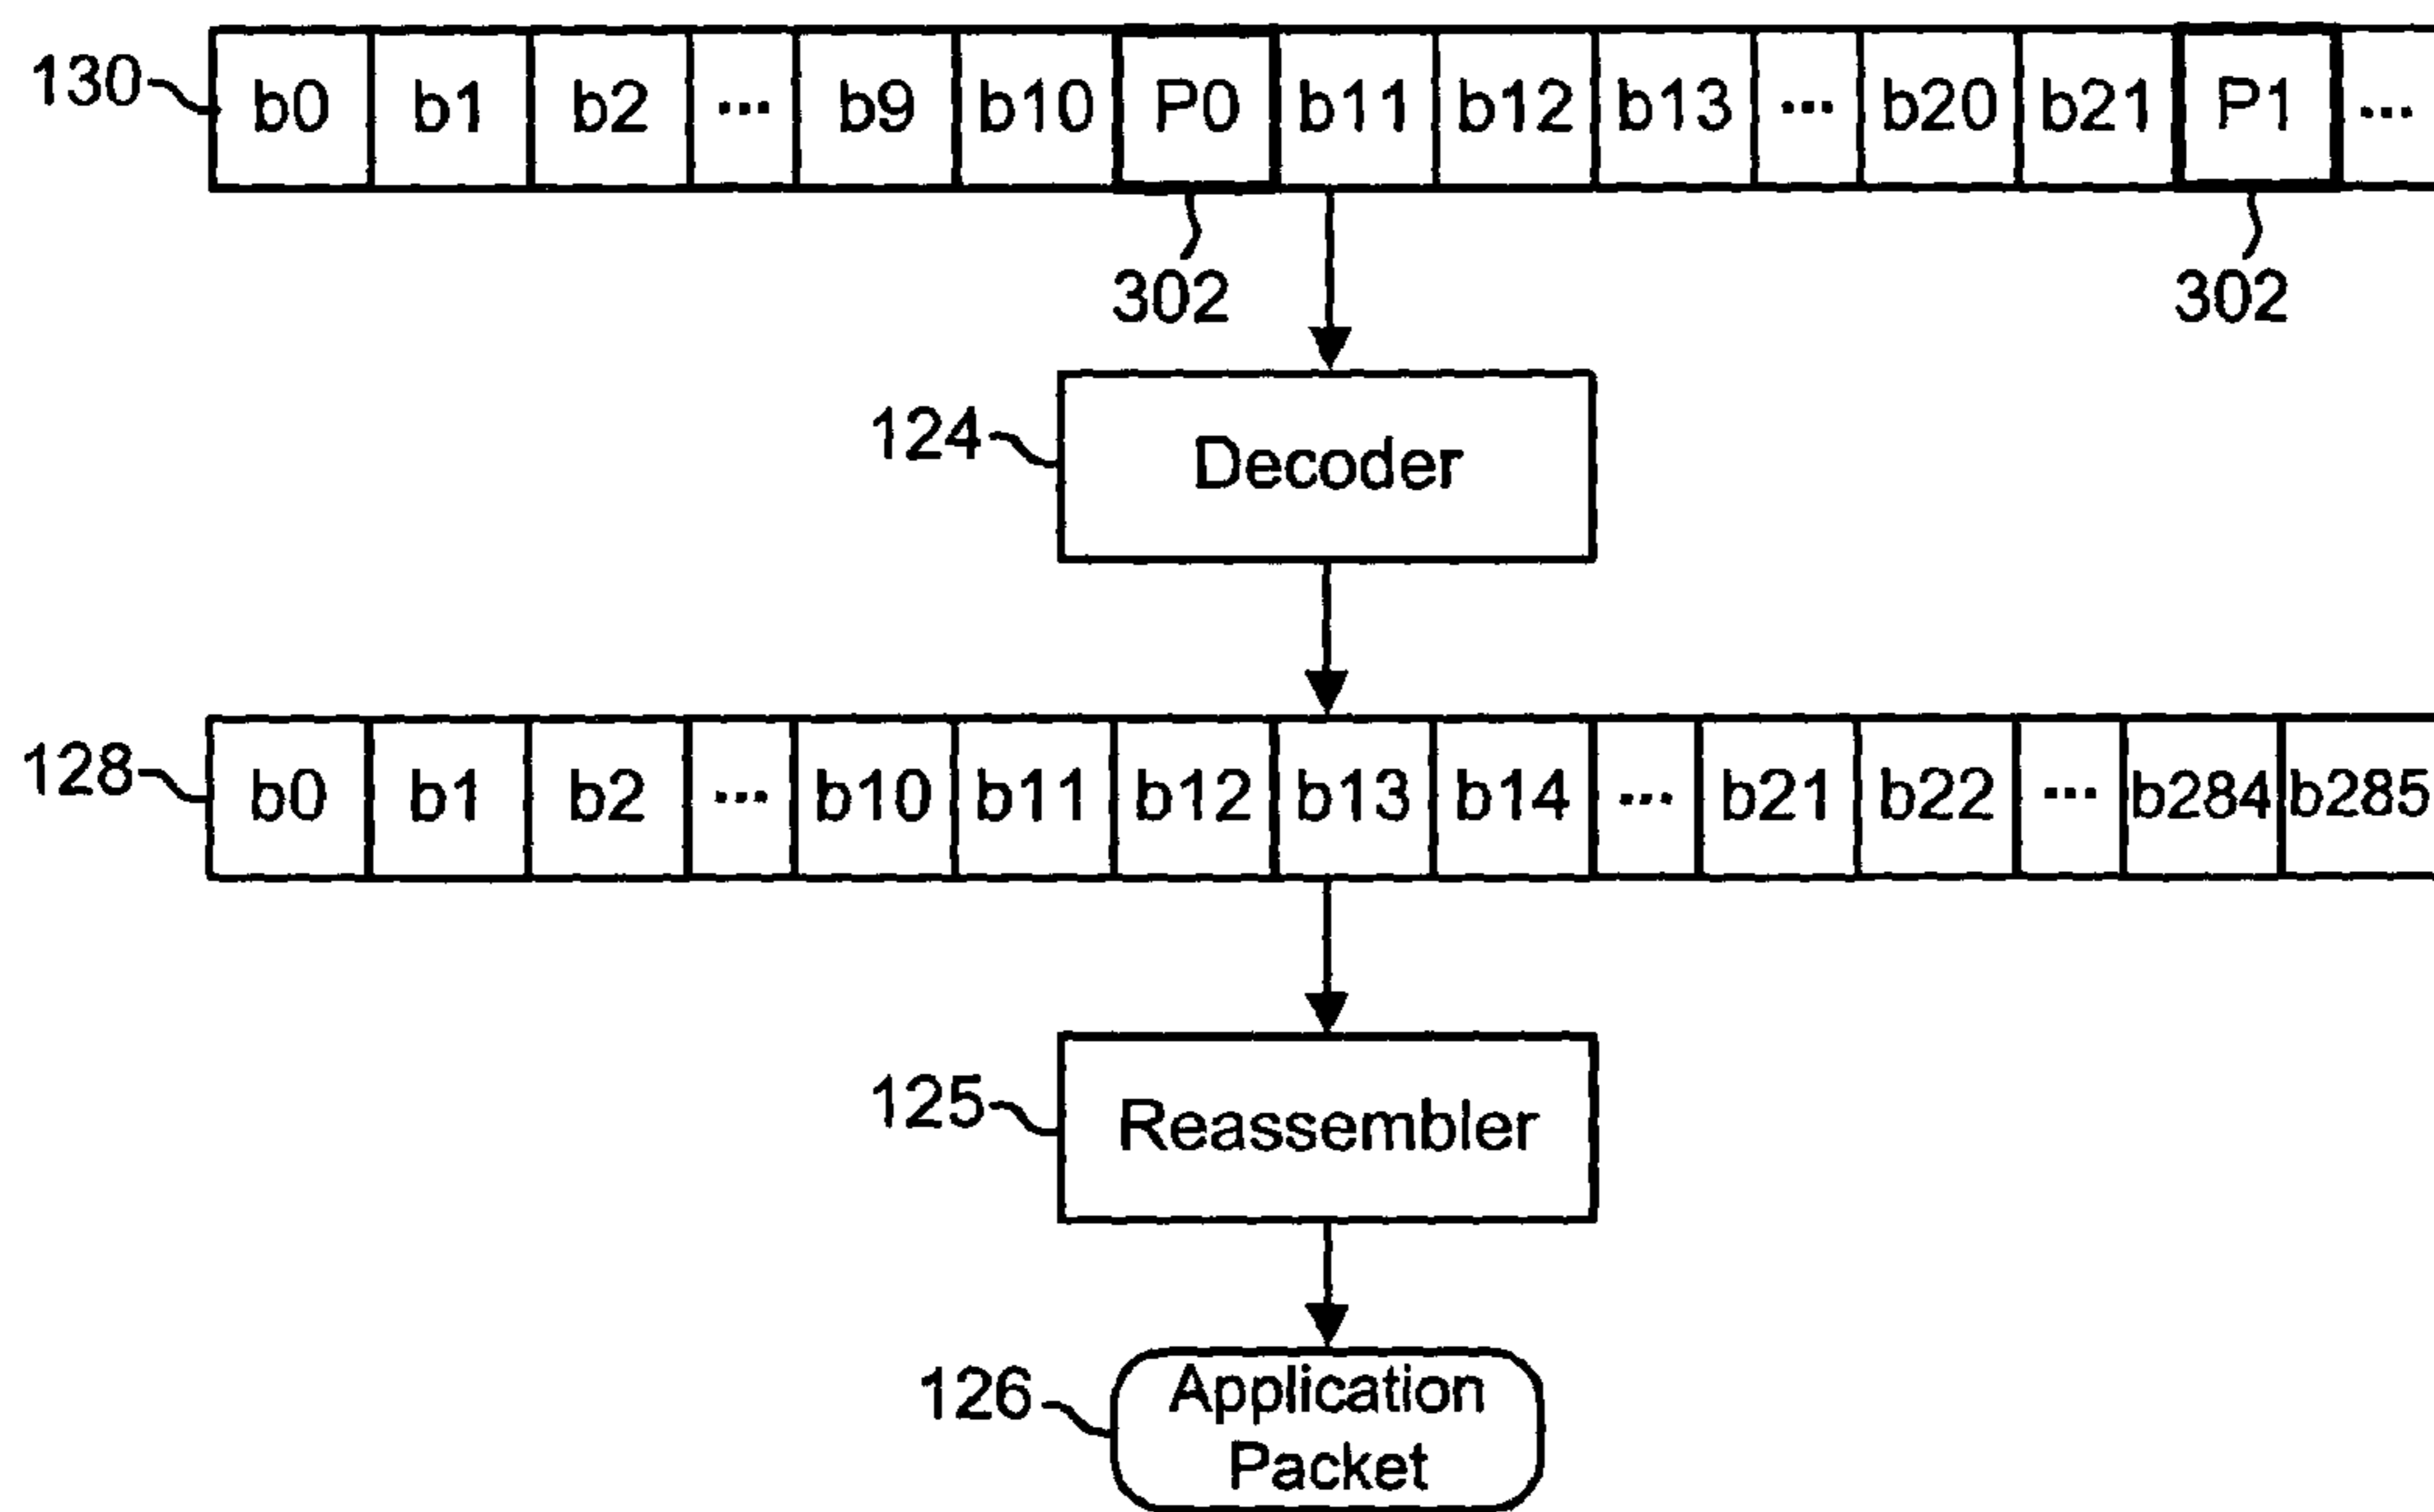 130 b0 b1 b2 ... b9 b10 P0 b11 b12 b13 ... b20 b21 P1 ...
302 302
124 Decoder
128 b0 b1 b2 ... b10 b11 b12 b13 b14 ... b21 b22 ... b284 b285
125 Reassembler
126 Application
Packet